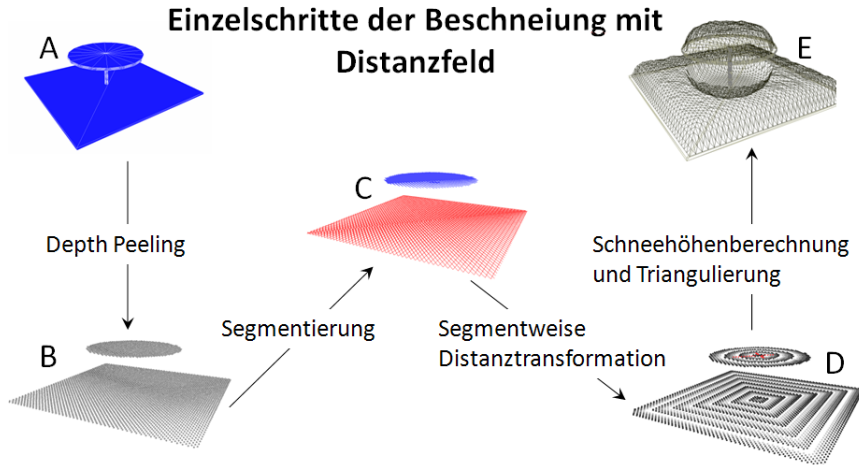 Einzelschritte der Beschneiung mit
Distanzfeld
A
E
Depth Peeling
C
Schneehöhenberechnung
und Triangulierung
B
Segmentierung
Segmentweise
Distanztransformation
D